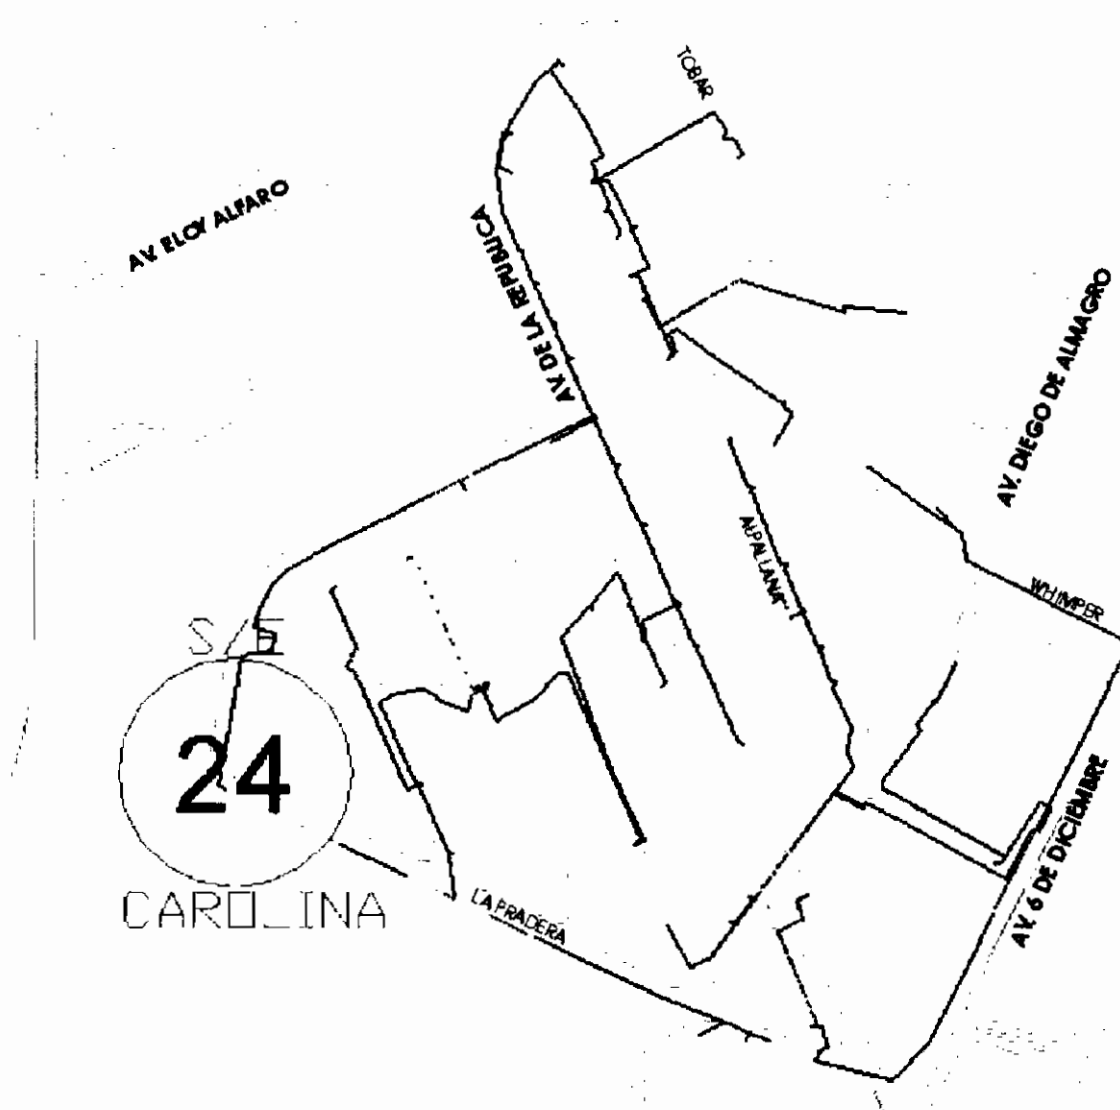 TOBAR
AV. ELOY ALFARO
AV. DE LA REPUBLICA
AV. DIEGO DE ALMAGRO
ALPALLANA
WHIMPER
S/E
24
CAROLINA
LA PRADERA
AV. 6 DE DICIEMBRE